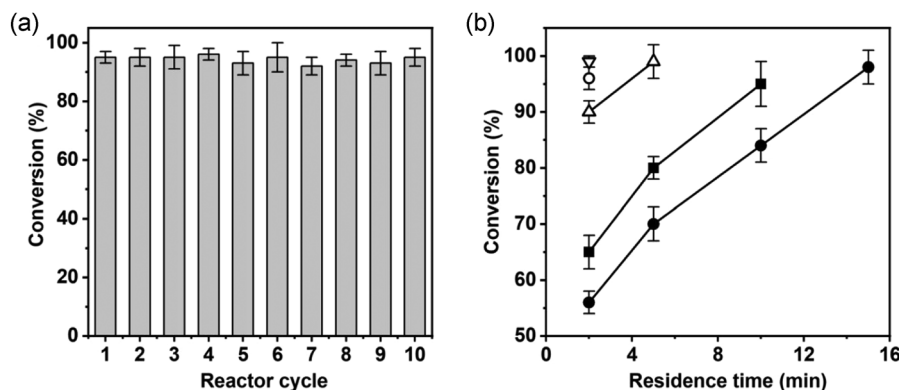 (a)
100
80
60
40
20
0
Conversion (%)
1 2 3 4 5 6 7 8 9 10
Reactor cycle
(b)
100
90
80
70
60
50
Conversion (%)
0 4 8 12 16
Residence time (min)